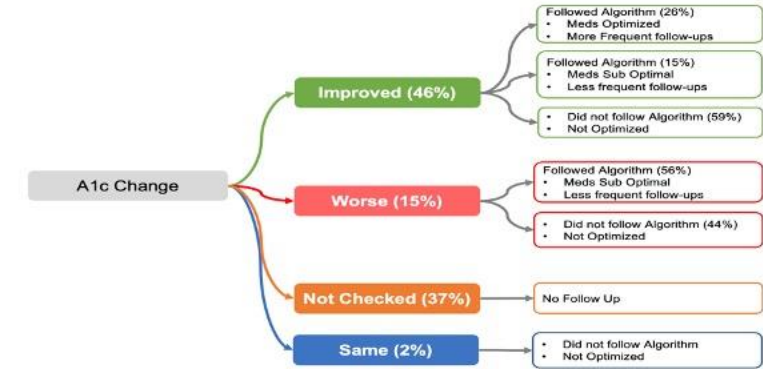 A1c Change
Improved (46%)
Followed Algorithm (26%)
• Meds Optimized
• More Frequent follow-ups
Followed Algorithm (15%)
• Meds Sub Optimal
• Less frequent follow-ups
• Did not follow Algorithm (59%)
• Not Optimized
Worse (15%)
Followed Algorithm (56%)
• Meds Sub Optimal
• Less frequent follow-ups
• Did not follow Algorithm (44%)
• Not Optimized
Not Checked (37%)
No Follow Up
Same (2%)
• Did not follow Algorithm
• Not Optimized